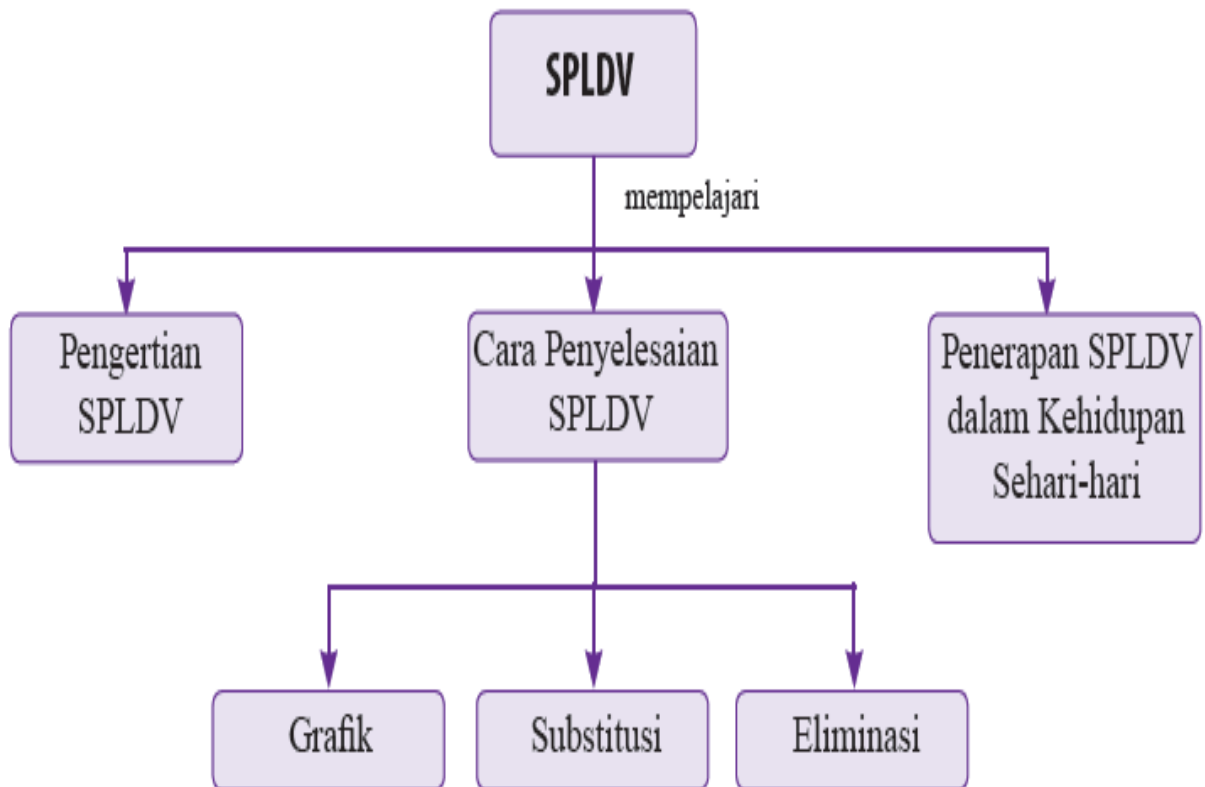 SPLDV
mempelajari
Pengertian
SPLDV
Cara Penyelesaian
SPLDV
Penerapan SPLDV
dalam Kehidupan
Sehari-hari
Grafik
Substitusi
Eliminasi